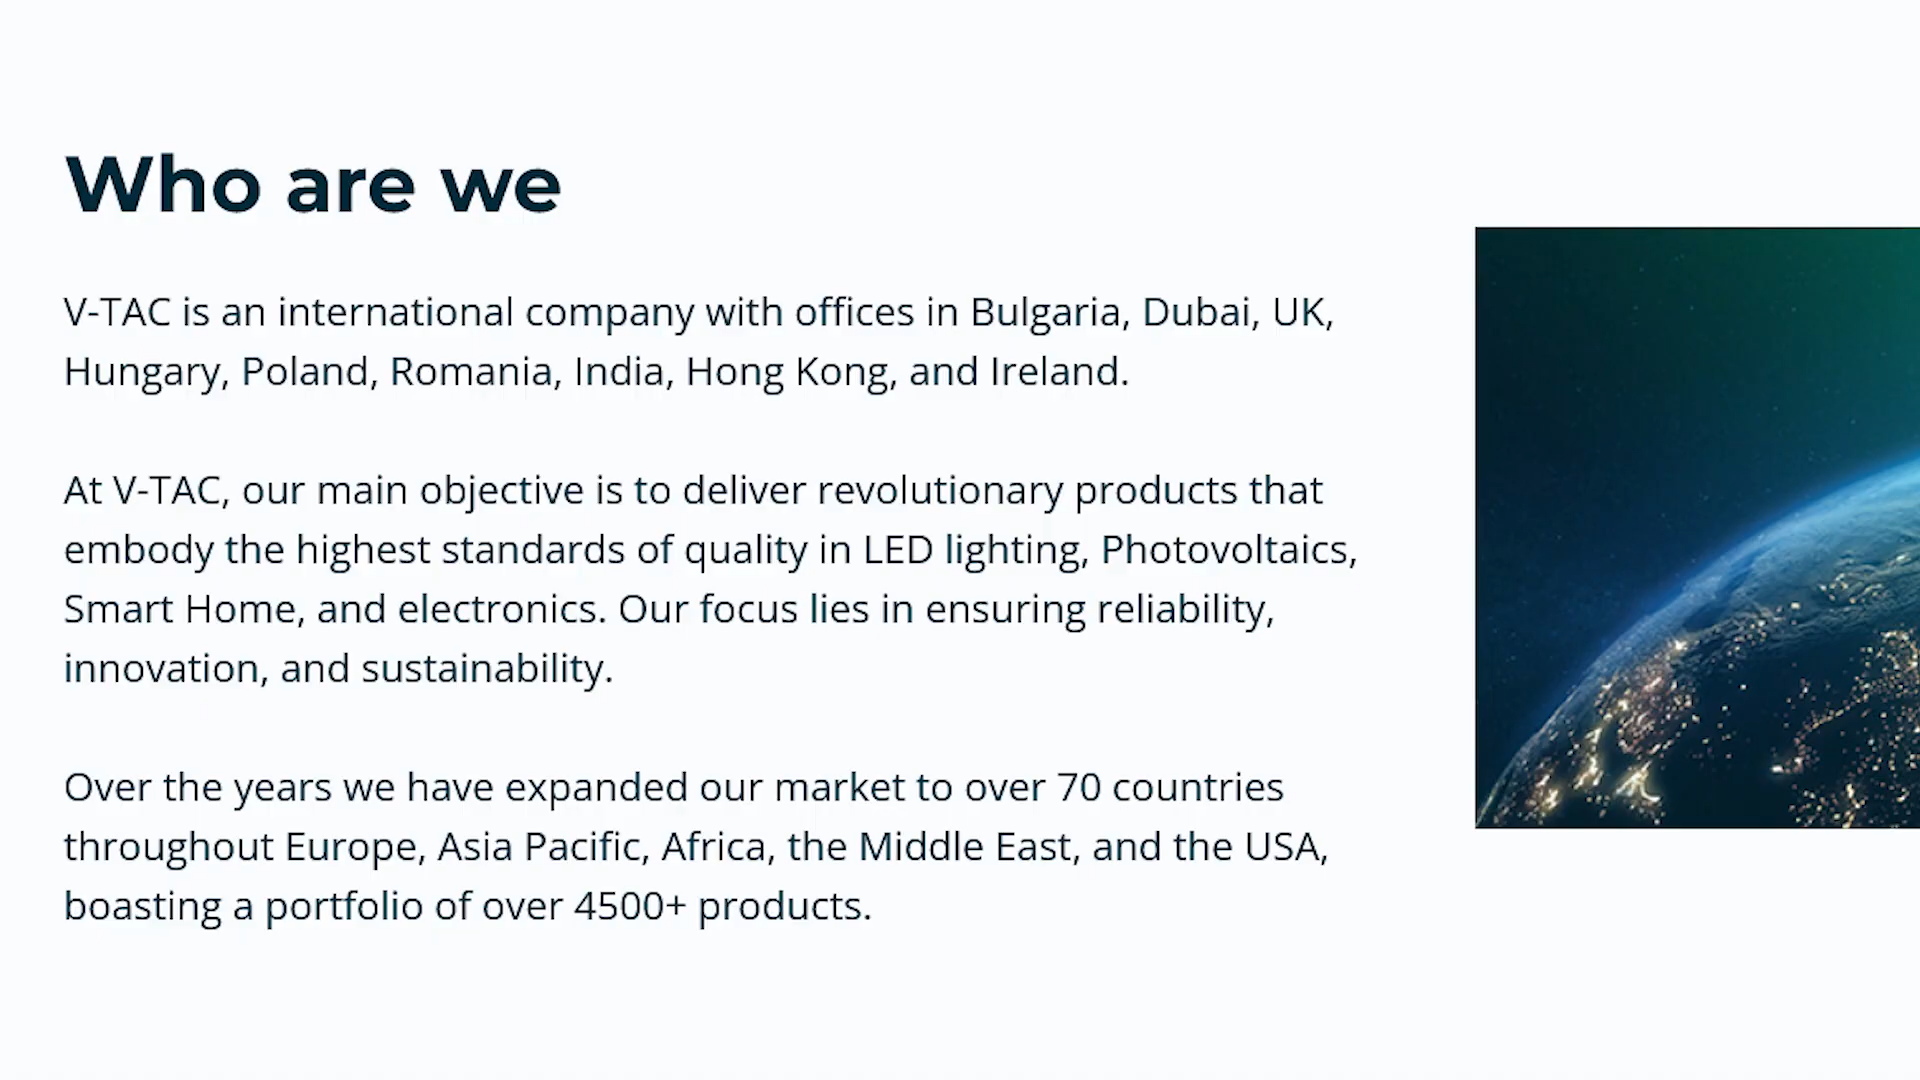 Who are we
V-TAC is an international company with offices in Bulgaria, Dubai, UK,
Hungary, Poland, Romania, India, Hong Kong, and Ireland.
At V-TAC, our main objective is to deliver revolutionary products that
embody the highest standards of quality in LED lighting, Photovoltaics,
Smart Home, and electronics. Our focus lies in ensuring reliability,
innovation, and sustainability.
Over the years we have expanded our market to over 70 countries
throughout Europe, Asia Pacific, Africa, the Middle East, and the USA,
boasting a portfolio of over 4500+ products.